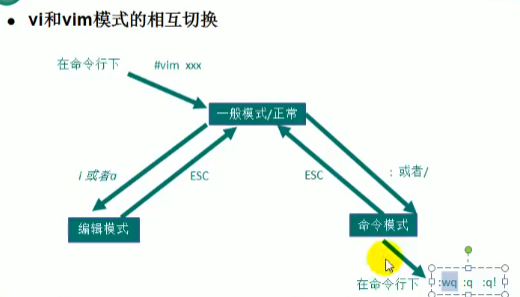 ● vi和vim模式的相互切换
在命令行下 #vim xxx
一般模式/正常
i 或者a ESC ESC : 或者/
编辑模式 命令模式
在命令行下 :wq :q :q!